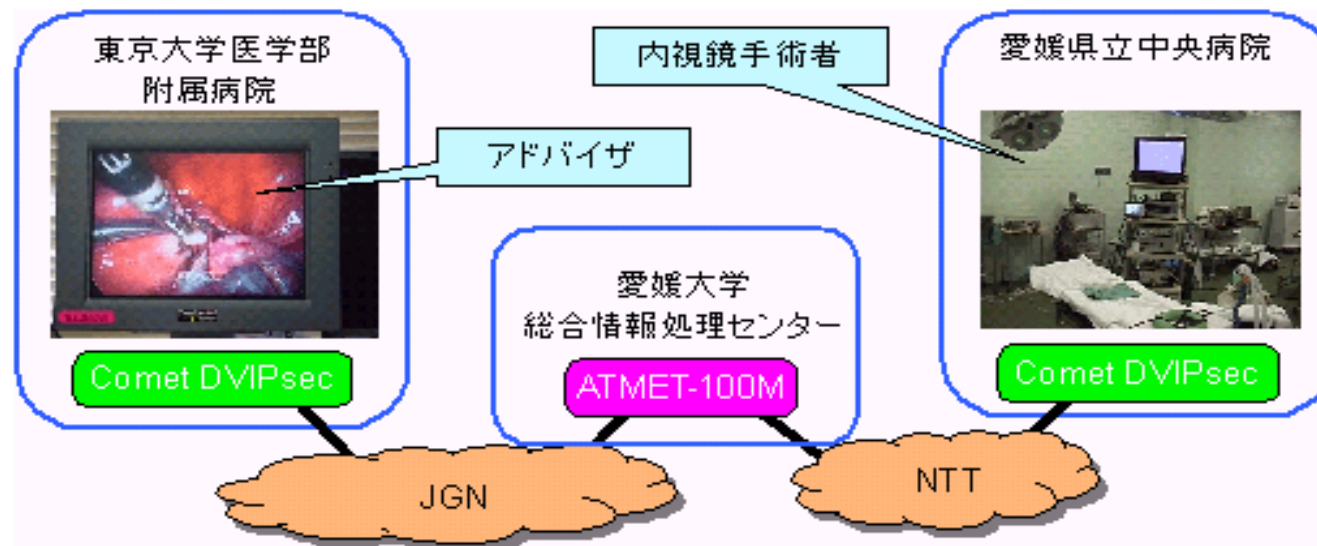 東京大学医学部
附属病院
アドバイザ
内視鏡手術者
愛媛県立中央病院
愛媛大学
総合情報処理センター
Comet DVIPsec
ATMET-100M
Comet DVIPsec
JGN
NTT